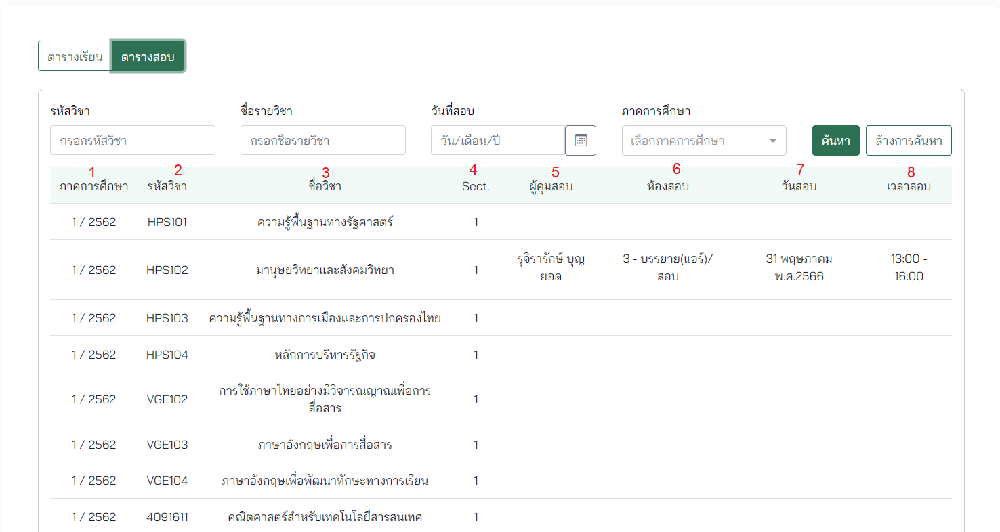 ตารางเรียน ตารางสอบ
รหัสวิชา ชื่อรายวิชา วันที่สอบ ภาคการศึกษา
กรอกรหัสวิชา กรอกชื่อรายวิชา วัน/เดือน/ปี เลือกภาคการศึกษา ค้นหา ล้างการค้นหา
1 2 3 4 5 6 7 8
ภาคการศึกษา รหัสวิชา ชื่อวิชา Sect. ผู้คุมสอบ ห้องสอบ วันสอบ เวลาสอบ
1 / 2562 HPS101 ความรู้พื้นฐานทางรัฐศาสตร์ 1
รุจิรารักษ์ บุญ 3 - บรรยาย(แอร์)/ 31 พฤษภาคม 13:00 -
1 / 2562 HPS102 มานุษยวิทยาและสังคมวิทยา 1
ยอด สอบ พ.ศ.2566 16:00
1 / 2562 HPS103 ความรู้พื้นฐานทางการเมืองและการปกครองไทย 1
1 / 2562 HPS104 หลักการบริหารรัฐกิจ 1
การใช้ภาษาไทยอย่างมีวิจารณญาณเพื่อการ
1 / 2562 VGE102 1
สื่อสาร
1 / 2562 VGE103 ภาษาอังกฤษเพื่อการสื่อสาร 1
1 / 2562 VGE104 ภาษาอังกฤษเพื่อพัฒนาทักษะทางการเรียน 1
1 / 2562 4091611 คณิตศาสตร์สำหรับเทคโนโลยีสารสนเทศ 1